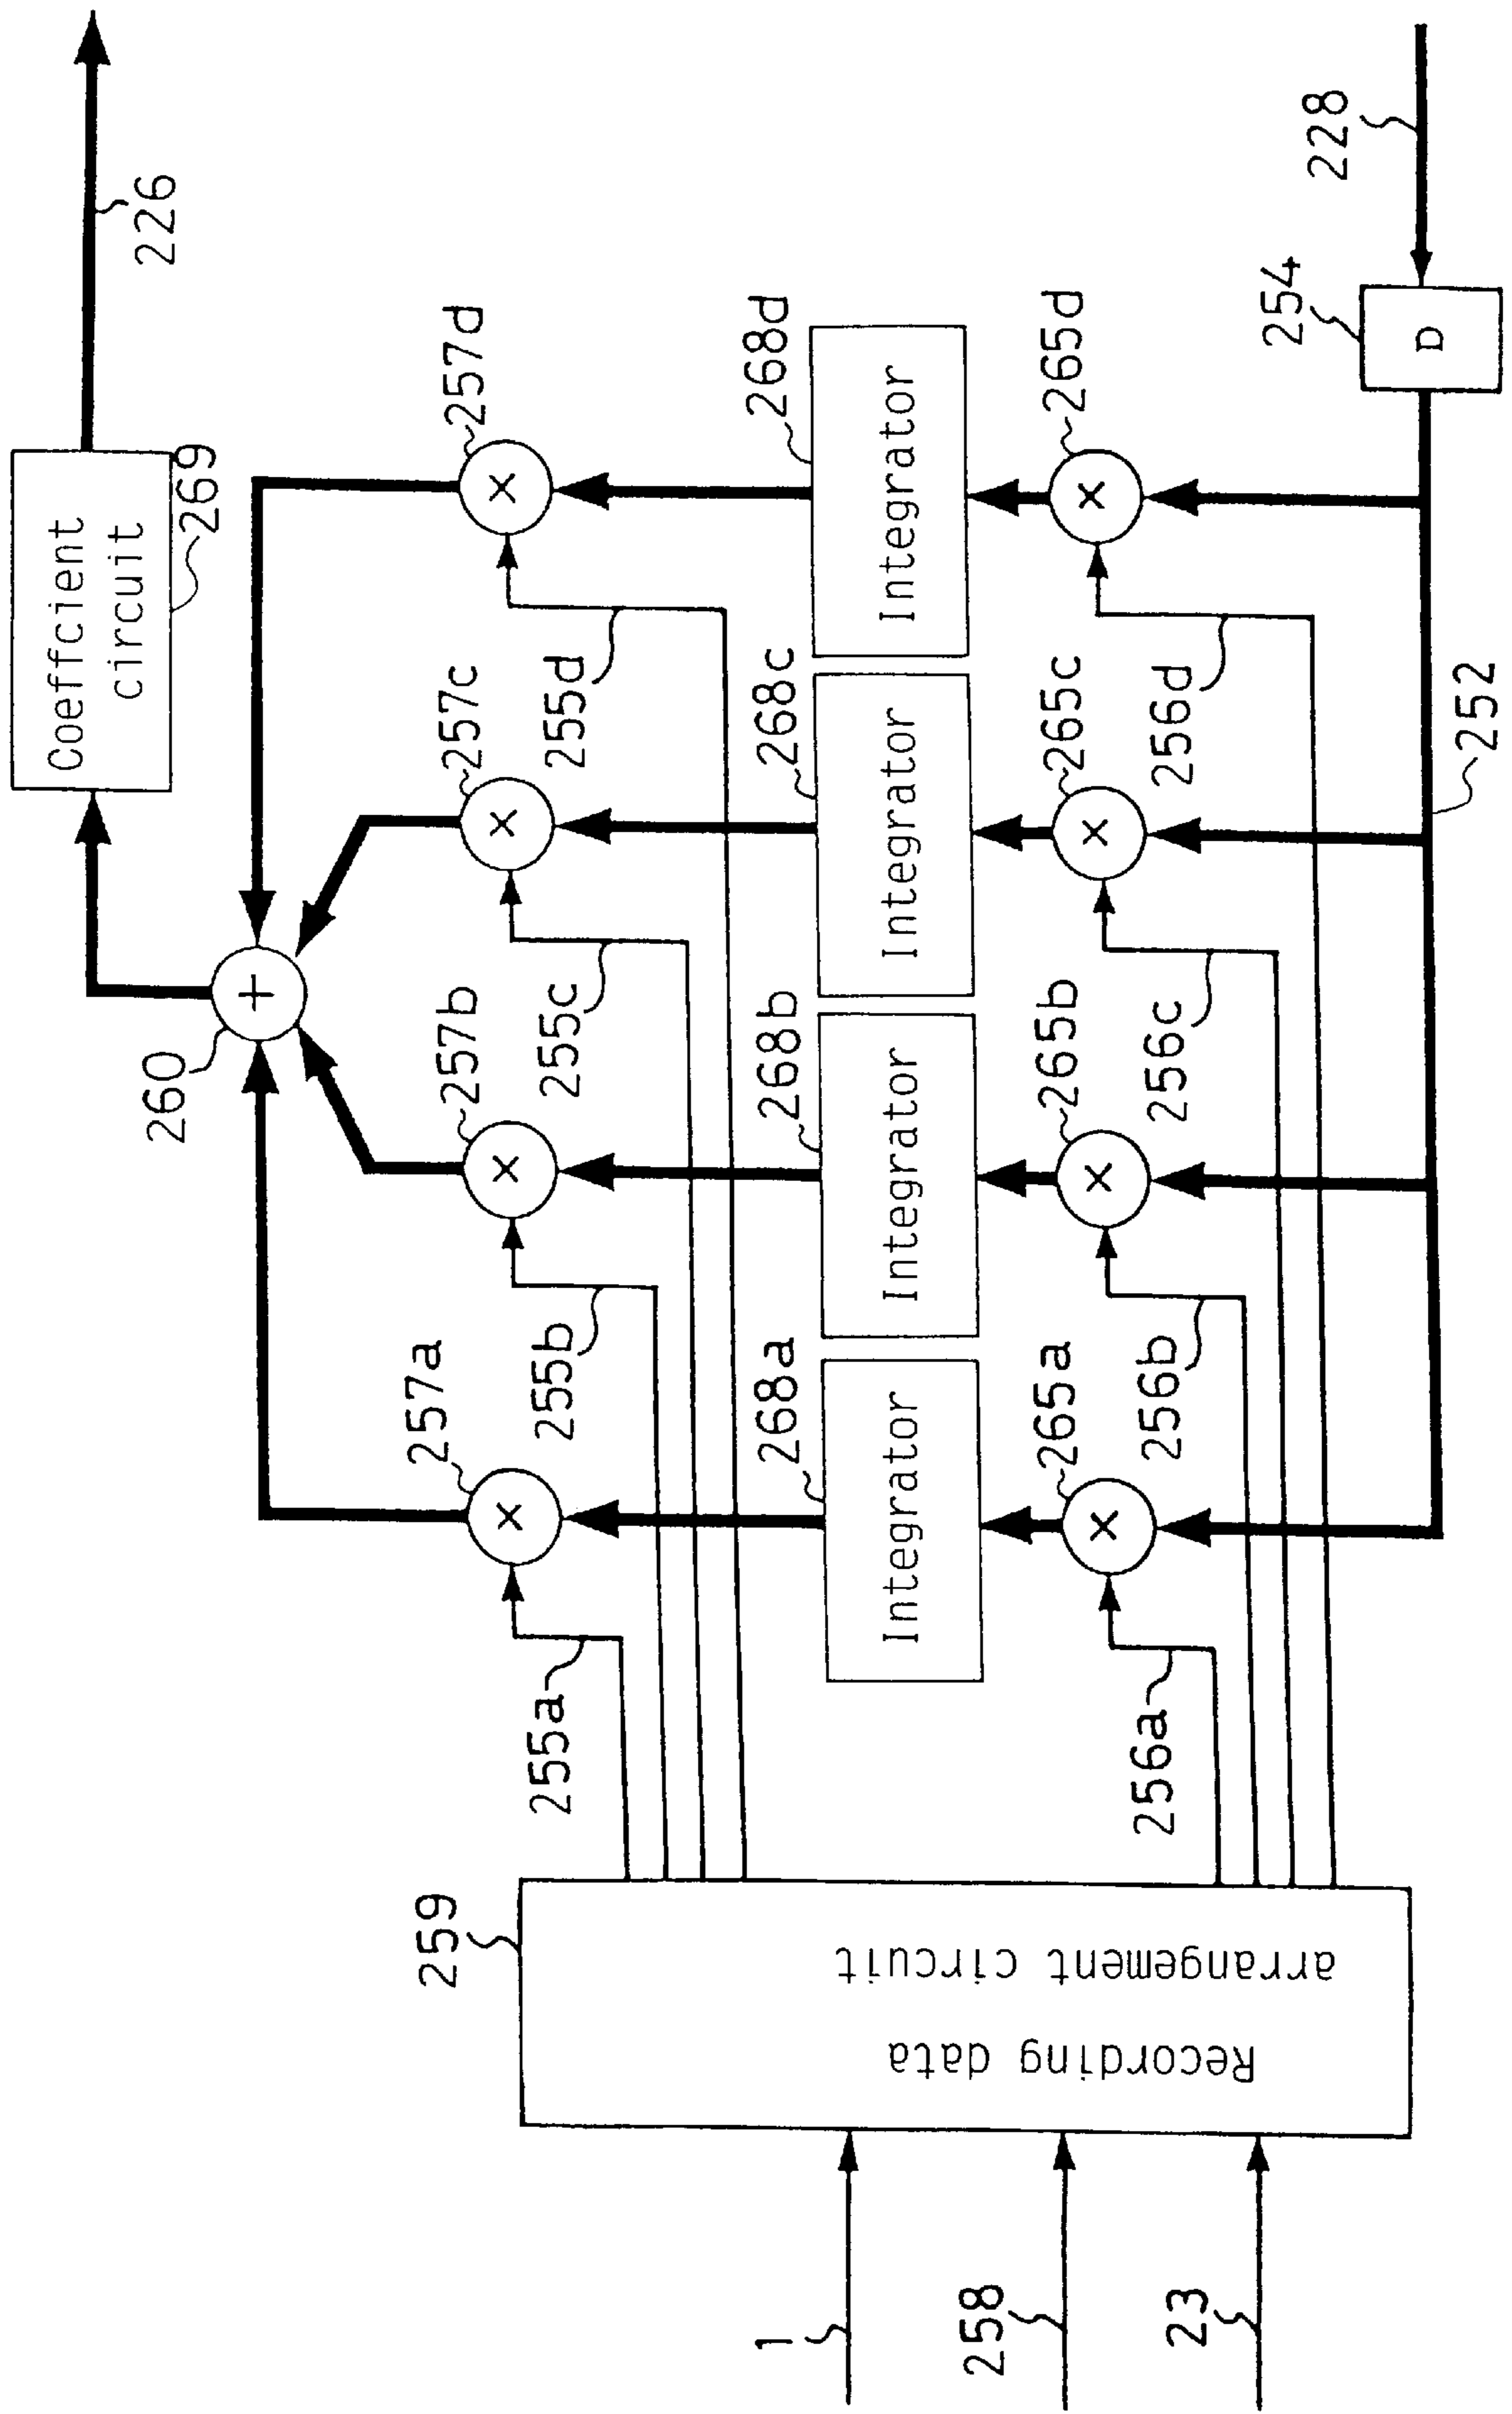 Coeffcient
circuit
269
226
260
257a
257b
257c
257d
255a
255b
255c
255d
259
Recording data
arrangement circuit
268a
268b
268c
268d
Integrator
Integrator
Integrator
Integrator
265a
265b
265c
265d
256a
256b
256c
256d
1
258
23
252
254
D
228